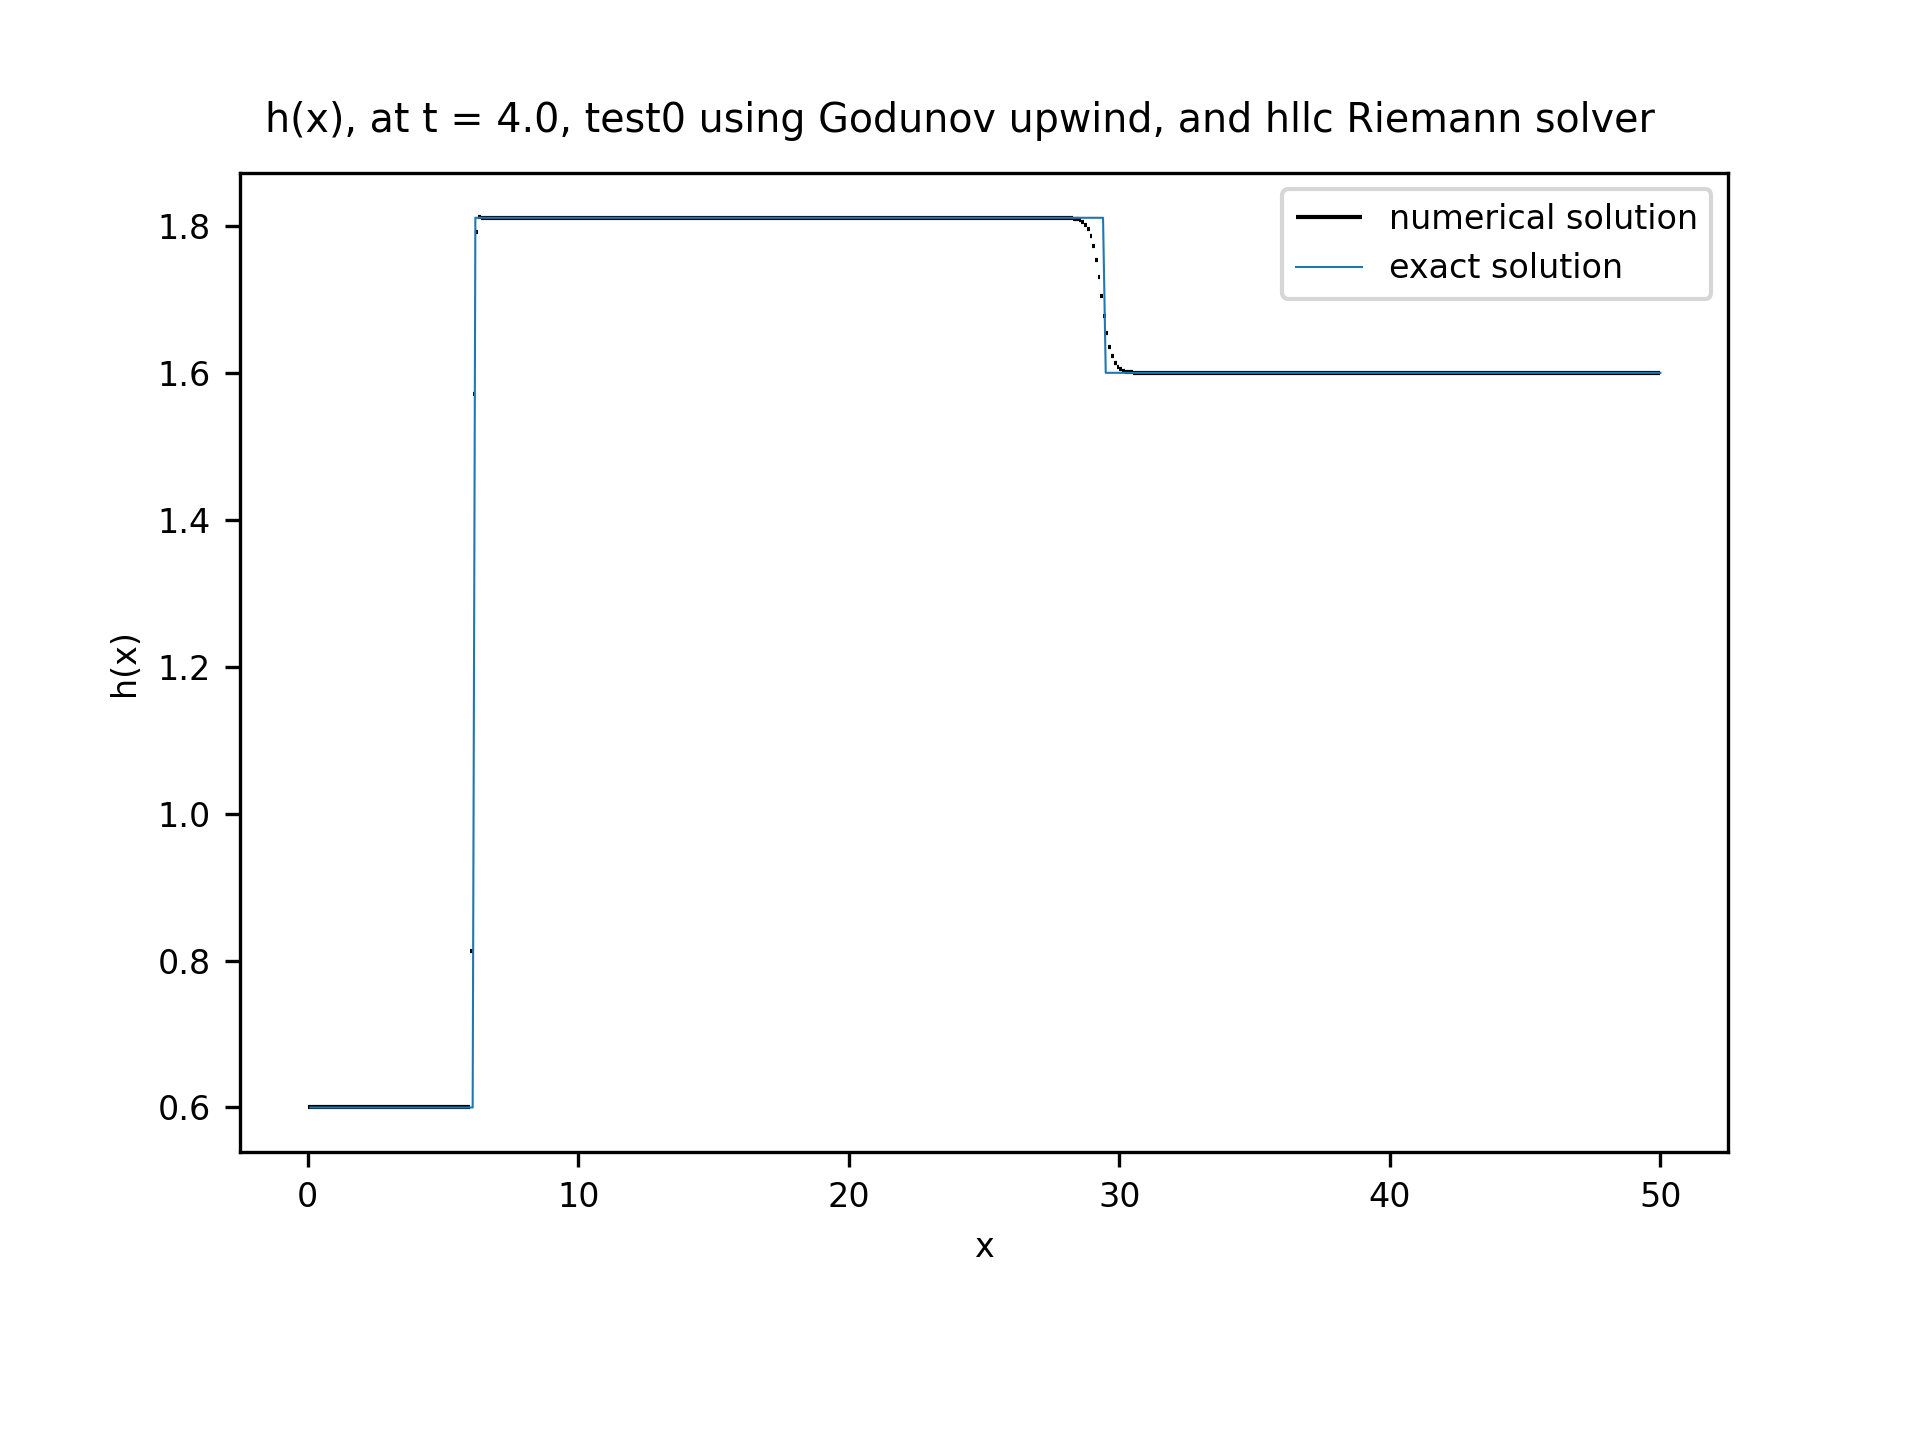 h(x), at t = 4.0, test0 using Godunov upwind, and hllc Riemann solver
numerical solution
exact solution
1.8
1.6
1.4
1.2
1.0
0.8
0.6
h(x)
0 10 20 30 40 50
x